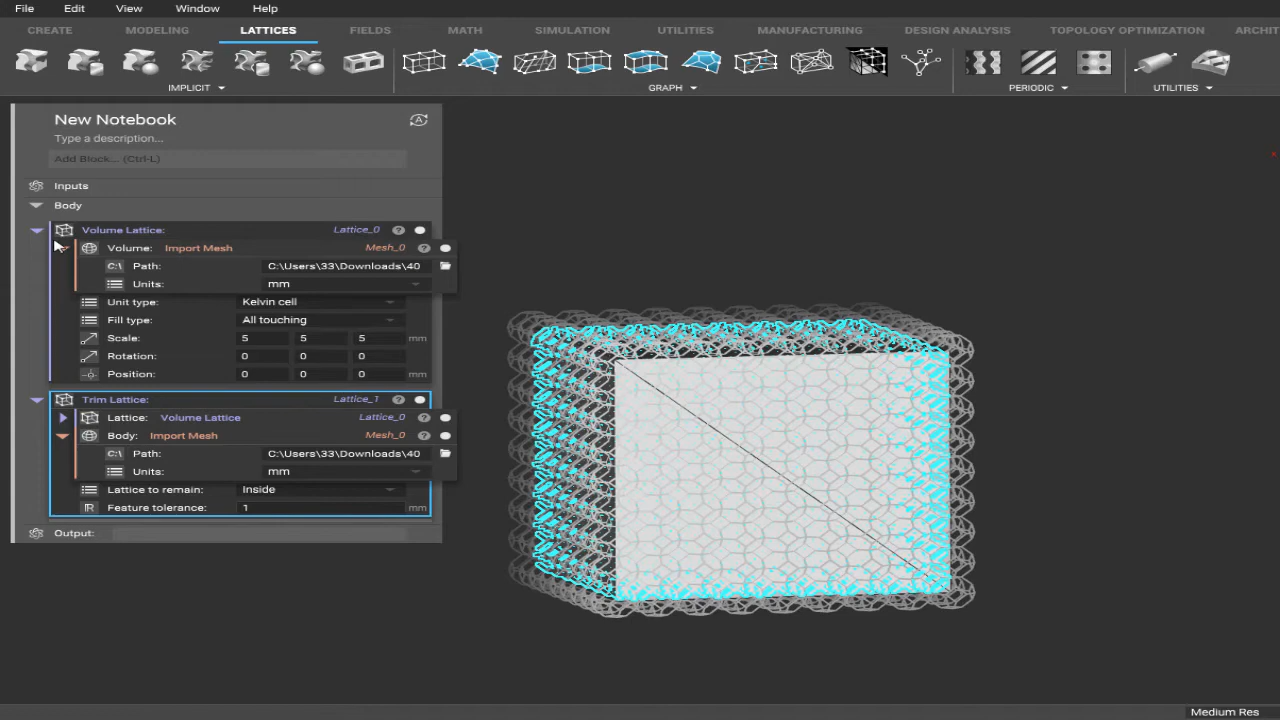 File Edit View Window Help
CREATE MODELING LATTICES FIELDS MATH SIMULATION UTILITIES MANUFACTURING DESIGN ANALYSIS TOPOLOGY OPTIMIZATION ARCHIT
IMPLICIT GRAPH PERIODIC UTILITIES
New Notebook
Type a description...
Add Block... (Ctrl-L)
Inputs
Body
Volume Lattice: Lattice_0 ?
Volume: Import Mesh Mesh_0 ?
C:\ Path: C:\Users\33\Downloads\40
Units: mm
Unit type: Kelvin cell
Fill type: All touching
Scale: 5 5 5 mm
Rotation: 0 0 0
Position: 0 0 0 mm
Trim Lattice: Lattice_1 ?
Lattice: Volume Lattice Lattice_0 ?
Body: Import Mesh Mesh_0 ?
C:\ Path: C:\Users\33\Downloads\40
Units: mm
Lattice to remain: Inside
Feature tolerance: 1 mm
Output:
Medium Res